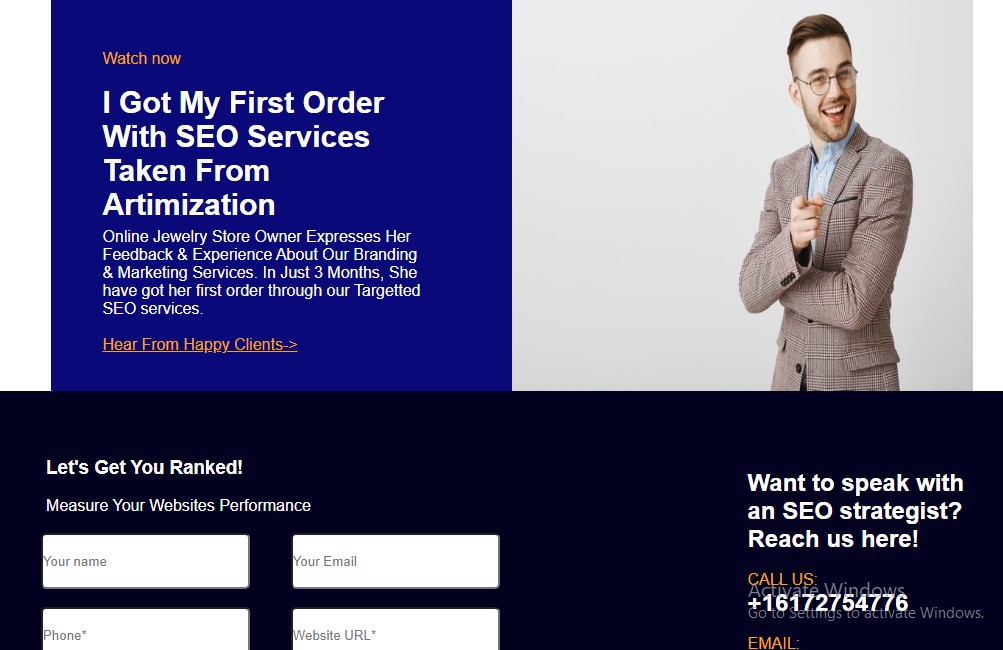 Watch now
I Got My First Order
With SEO Services
Taken From
Artimization
Online Jewelry Store Owner Expresses Her
Feedback & Experience About Our Branding
& Marketing Services. In Just 3 Months, She
have got her first order through our Targetted
SEO services.
Hear From Happy Clients->
Let's Get You Ranked!
Measure Your Websites Performance
Your name
Your Email
Phone*
Website URL*
Want to speak with
an SEO strategist?
Reach us here!
CALL US:
Activate Windows
+16172754776
Go to Settings to activate Windows.
EMAIL: